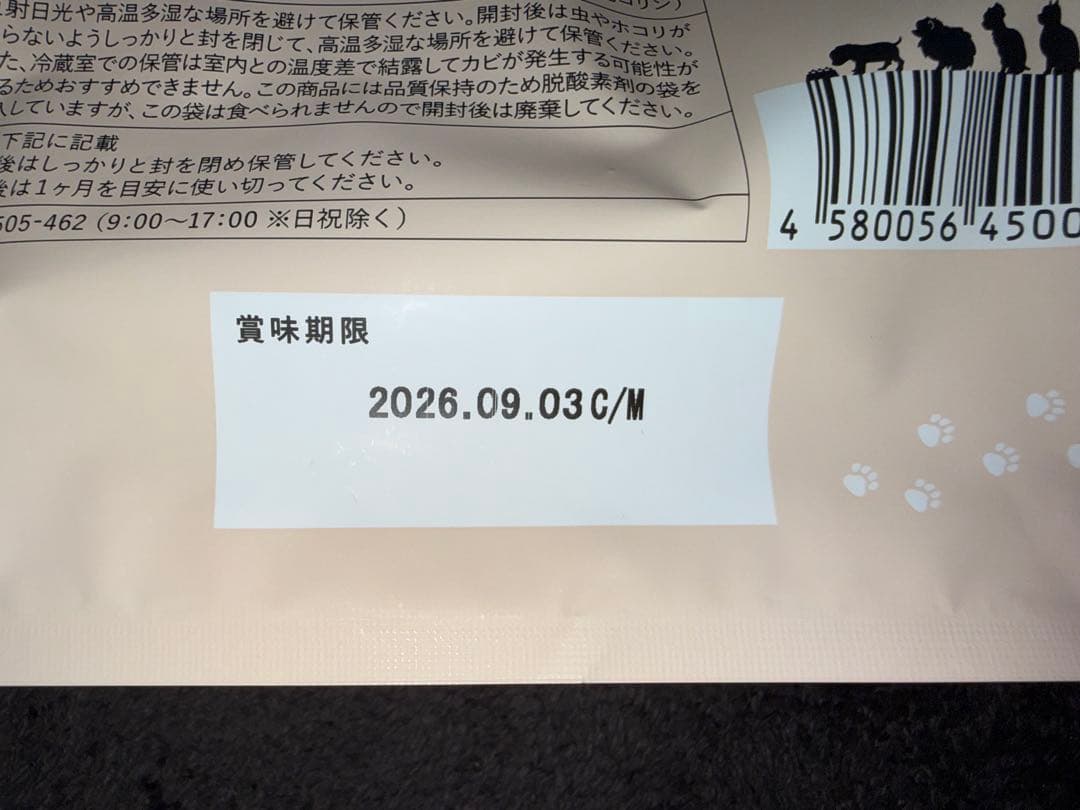 コリン)
射日光や高温多湿な場所を避けて保管ください。開封後は虫やホコリが
らないようしっかりと封を閉じて、高温多湿な場所を避けて保管ください。
た、冷蔵室での保管は室内との温度差で結露してカビが発生する可能性が
るためおすすめできません。この商品には品質保持のため脱酸素剤の袋を
していますが、この袋は食べられませんので開封後は廃棄してください。
下記に記載
後はしっかりと封を閉め保管してください。
後は1ヶ月を目安に使い切ってください。
505-462 (9:00〜17:00 ※日祝除く)
4 580056 4500
賞味期限
2026.09.03C/M